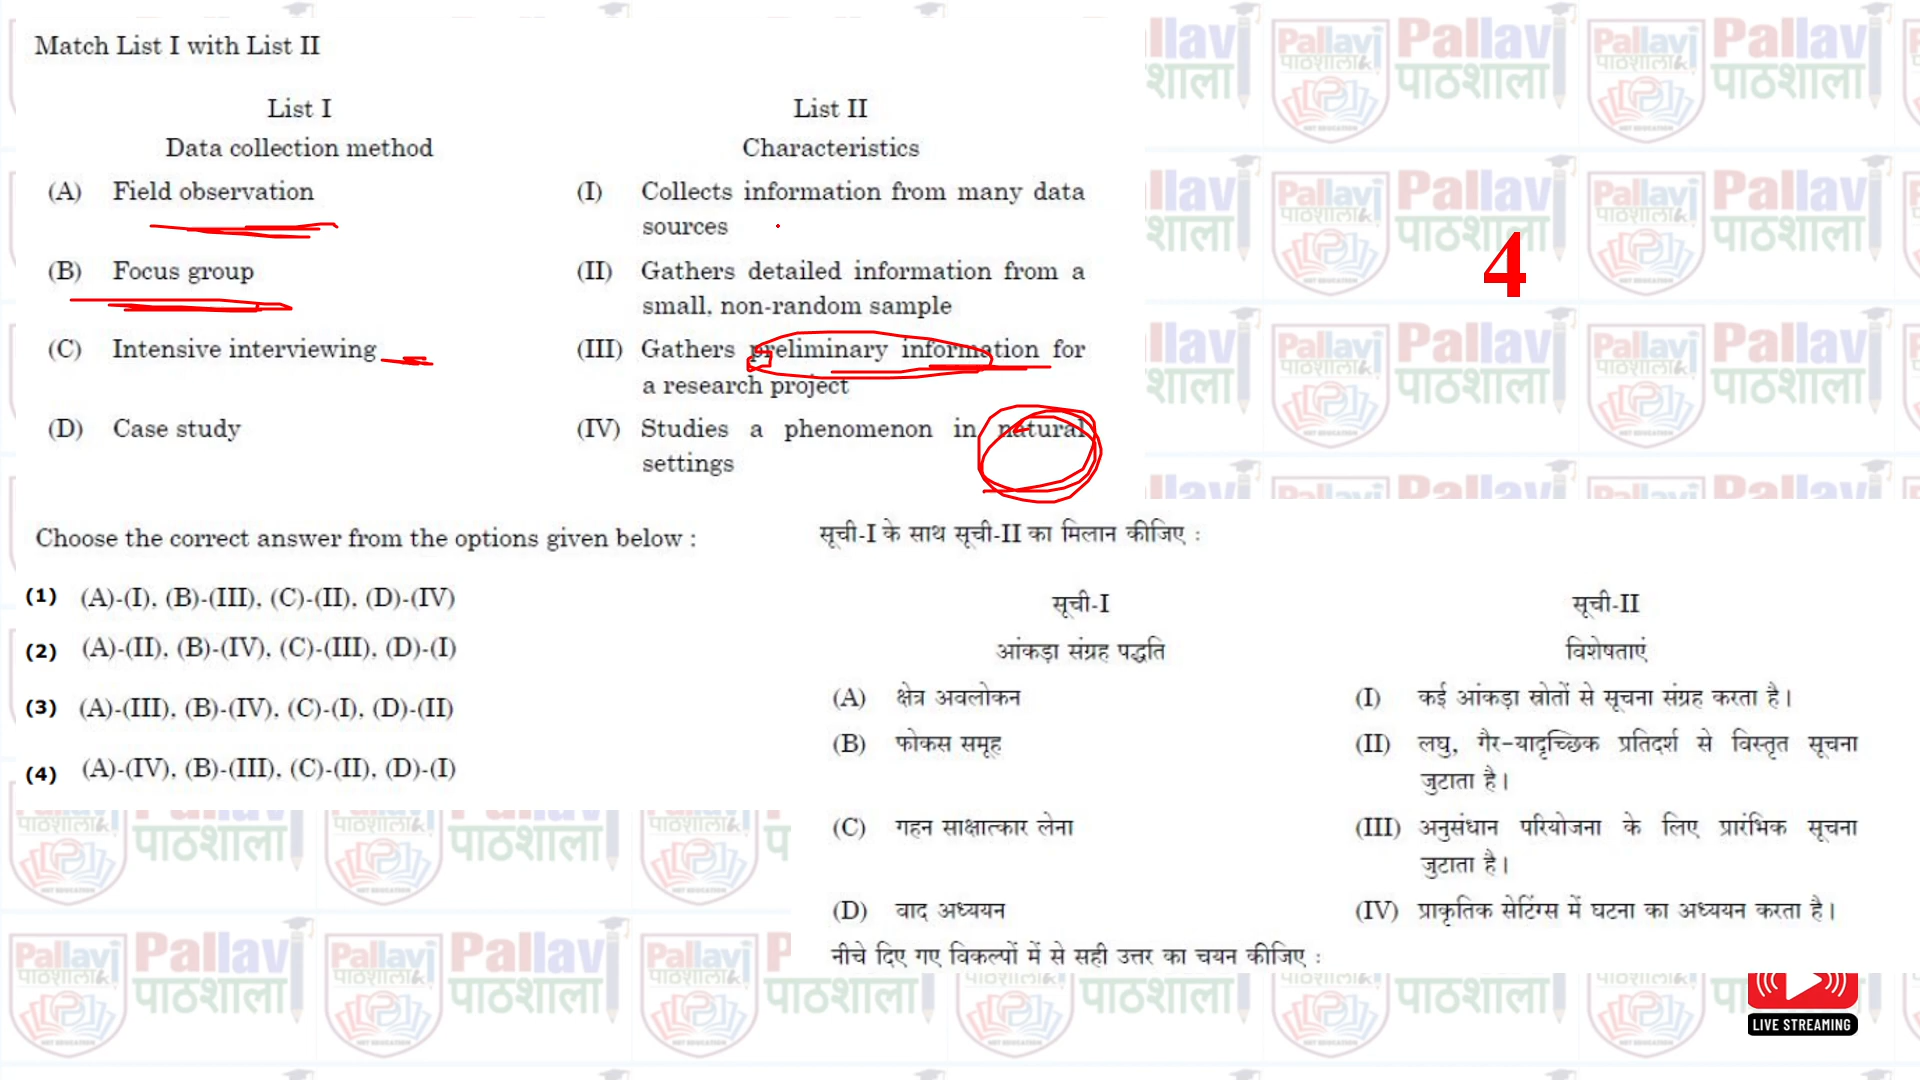 Match List I with List II
List I
List II
Data collection method
Characteristics
(A) Field observation
(I) Collects information from many data
sources
(B) Focus group
(II) Gathers detailed information from a
small, non-random sample
(C) Intensive interviewing
(III) Gathers preliminary information for
a research project
(D) Case study
(IV) Studies a phenomenon in natural
settings
4
Choose the correct answer from the options given below :
(1) (A)-(I), (B)-(III), (C)-(II), (D)-(IV)
(2) (A)-(II), (B)-(IV), (C)-(III), (D)-(I)
(3) (A)-(III), (B)-(IV), (C)-(I), (D)-(II)
(4) (A)-(IV), (B)-(III), (C)-(II), (D)-(I)
सूची-I के साथ सूची-II का मिलान कीजिए :
सूची-I
सूची-II
आंकड़ा संग्रह पद्धति
विशेषताएं
(A) क्षेत्र अवलोकन
(I) कई आंकड़ा स्रोतों से सूचना संग्रह करता है।
(B) फोकस समूह
(II) लघु, गैर-यादृच्छिक प्रतिदर्श से विस्तृत सूचना
जुटाता है।
(C) गहन साक्षात्कार लेना
(III) अनुसंधान परियोजना के लिए प्रारंभिक सूचना
जुटाता है।
(D) वाद अध्ययन
(IV) प्राकृतिक सेटिंग्स में घटना का अध्ययन करता है।
नीचे दिए गए विकल्पों में से सही उत्तर का चयन कीजिए :
Pallavi पाठशाला
LIVE STREAMING